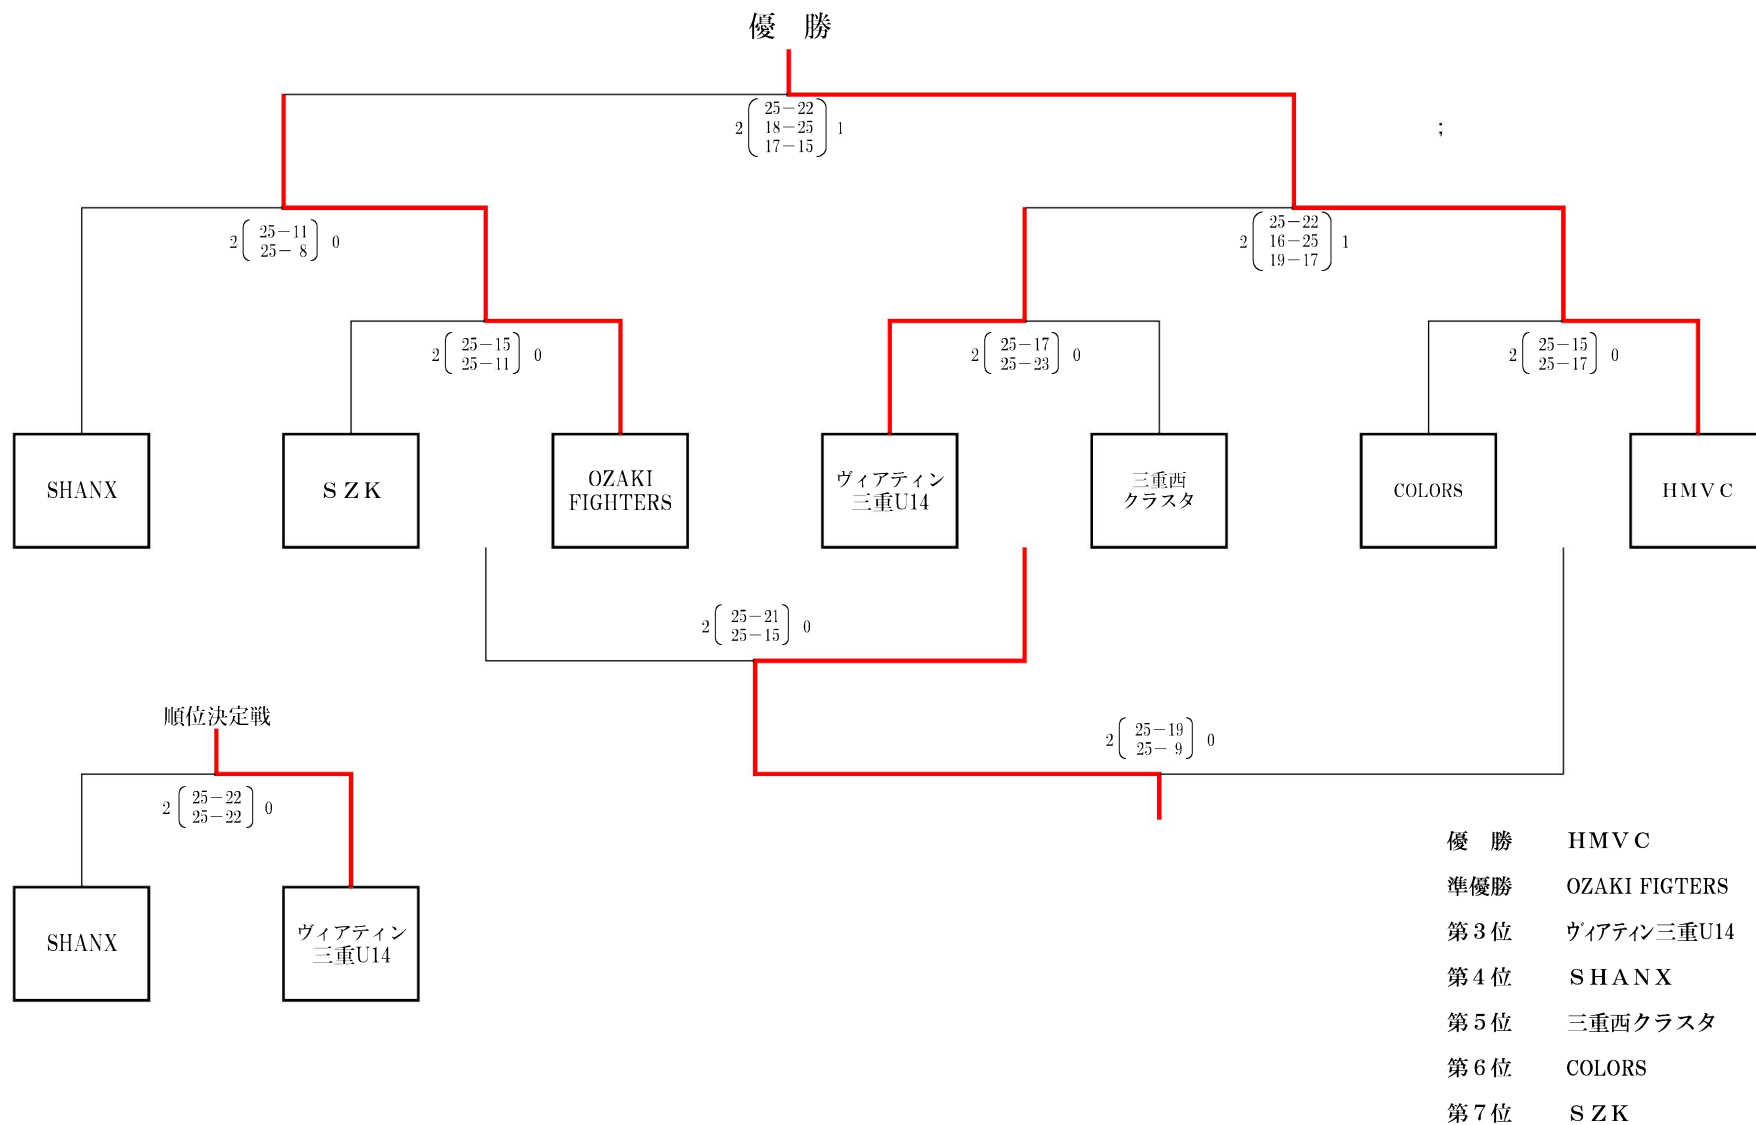 優　勝
2 25－22 1
18－25
17－15
;
2 25－11 0
25－ 8
2 25－22 1
16－25
19－17
2 25－15 0
25－11
2 25－17 0
25－23
2 25－15 0
25－17
SHANX
ＳＺＫ
OZAKI
FIGHTERS
ヴィアティン
三重U14
三重西
クラスタ
COLORS
ＨＭＶＣ
2 25－21 0
25－15
順位決定戦
2 25－19 0
25－ 9
2 25－22 0
25－22
SHANX
ヴィアティン
三重U14
優　勝 ＨＭＶＣ
準優勝 OZAKI FIGTERS
第３位 ヴィアティン三重U14
第４位 ＳＨＡＮＸ
第５位 三重西クラスタ
第６位 COLORS
第７位 ＳＺＫ